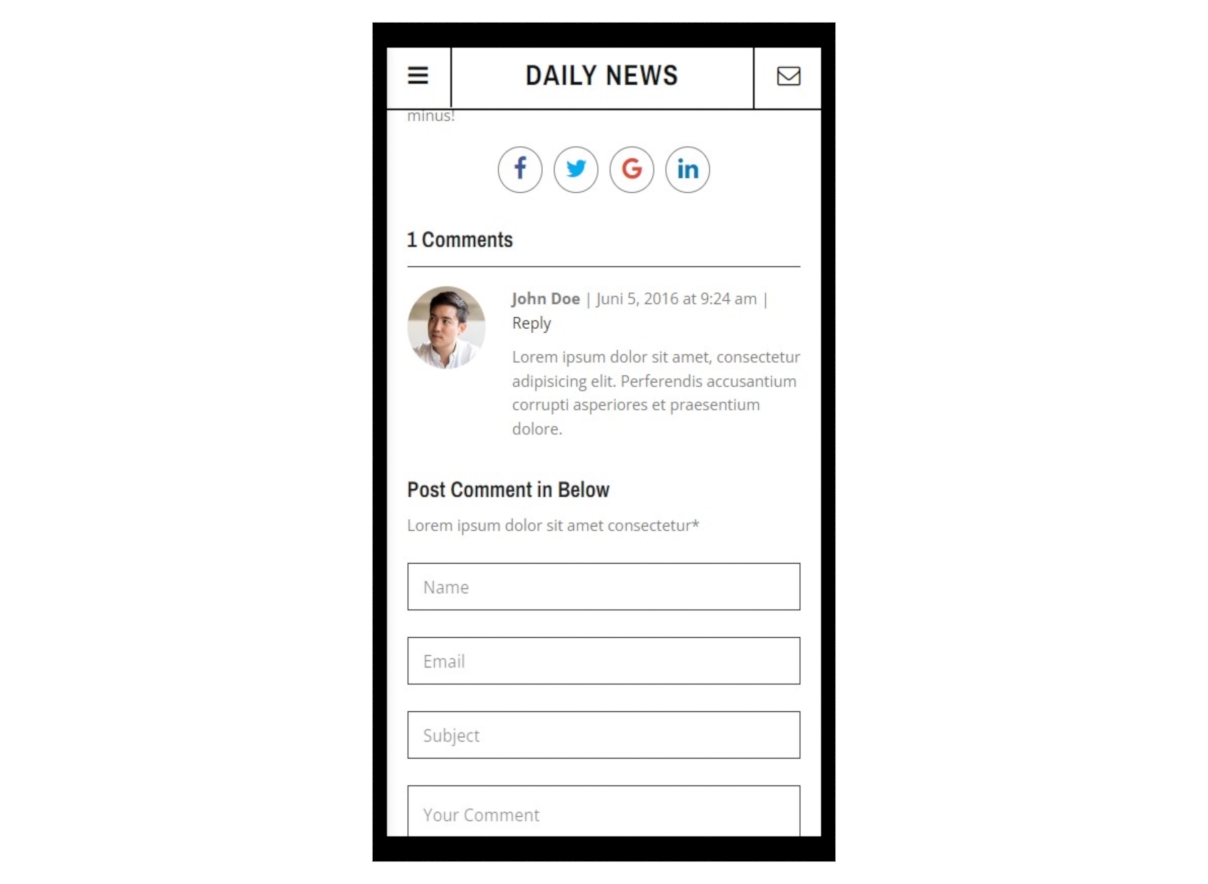 DAILY NEWS
minus!
1 Comments
John Doe | Juni 5, 2016 at 9:24 am |
Reply
Lorem ipsum dolor sit amet, consectetur
adipisicing elit. Perferendis accusantium
corrupti asperiores et praesentium
dolore.
Post Comment in Below
Lorem ipsum dolor sit amet consectetur*
Name
Email
Subject
Your Comment